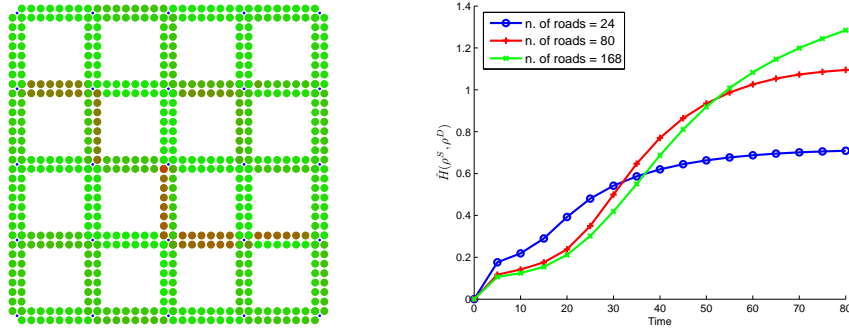 n. of roads = 24
n. of roads = 80
n. of roads = 168
1.4
1.2
1
0.8
0.6
0.4
0.2
0
Ĥ(ρ^S, ρ^D)
0 10 20 30 40 50 60 70 80
Time